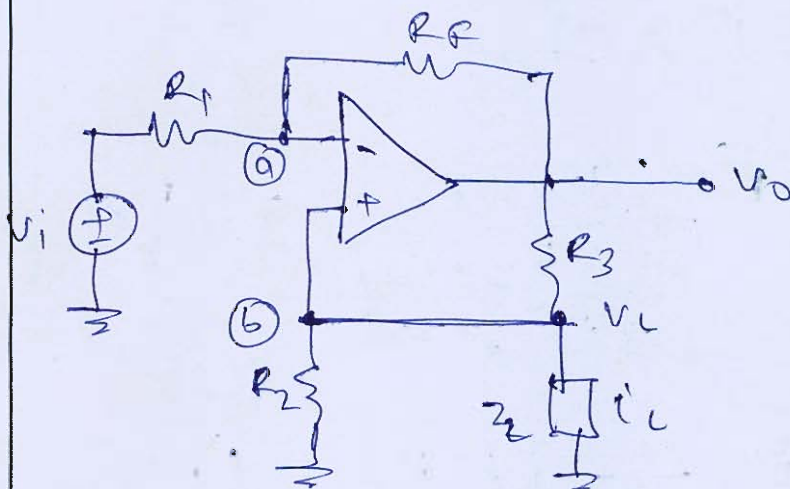 RF
R1
a
-
+
Vi
+
-
Vo
R3
b
VL
R2
ZL
iL